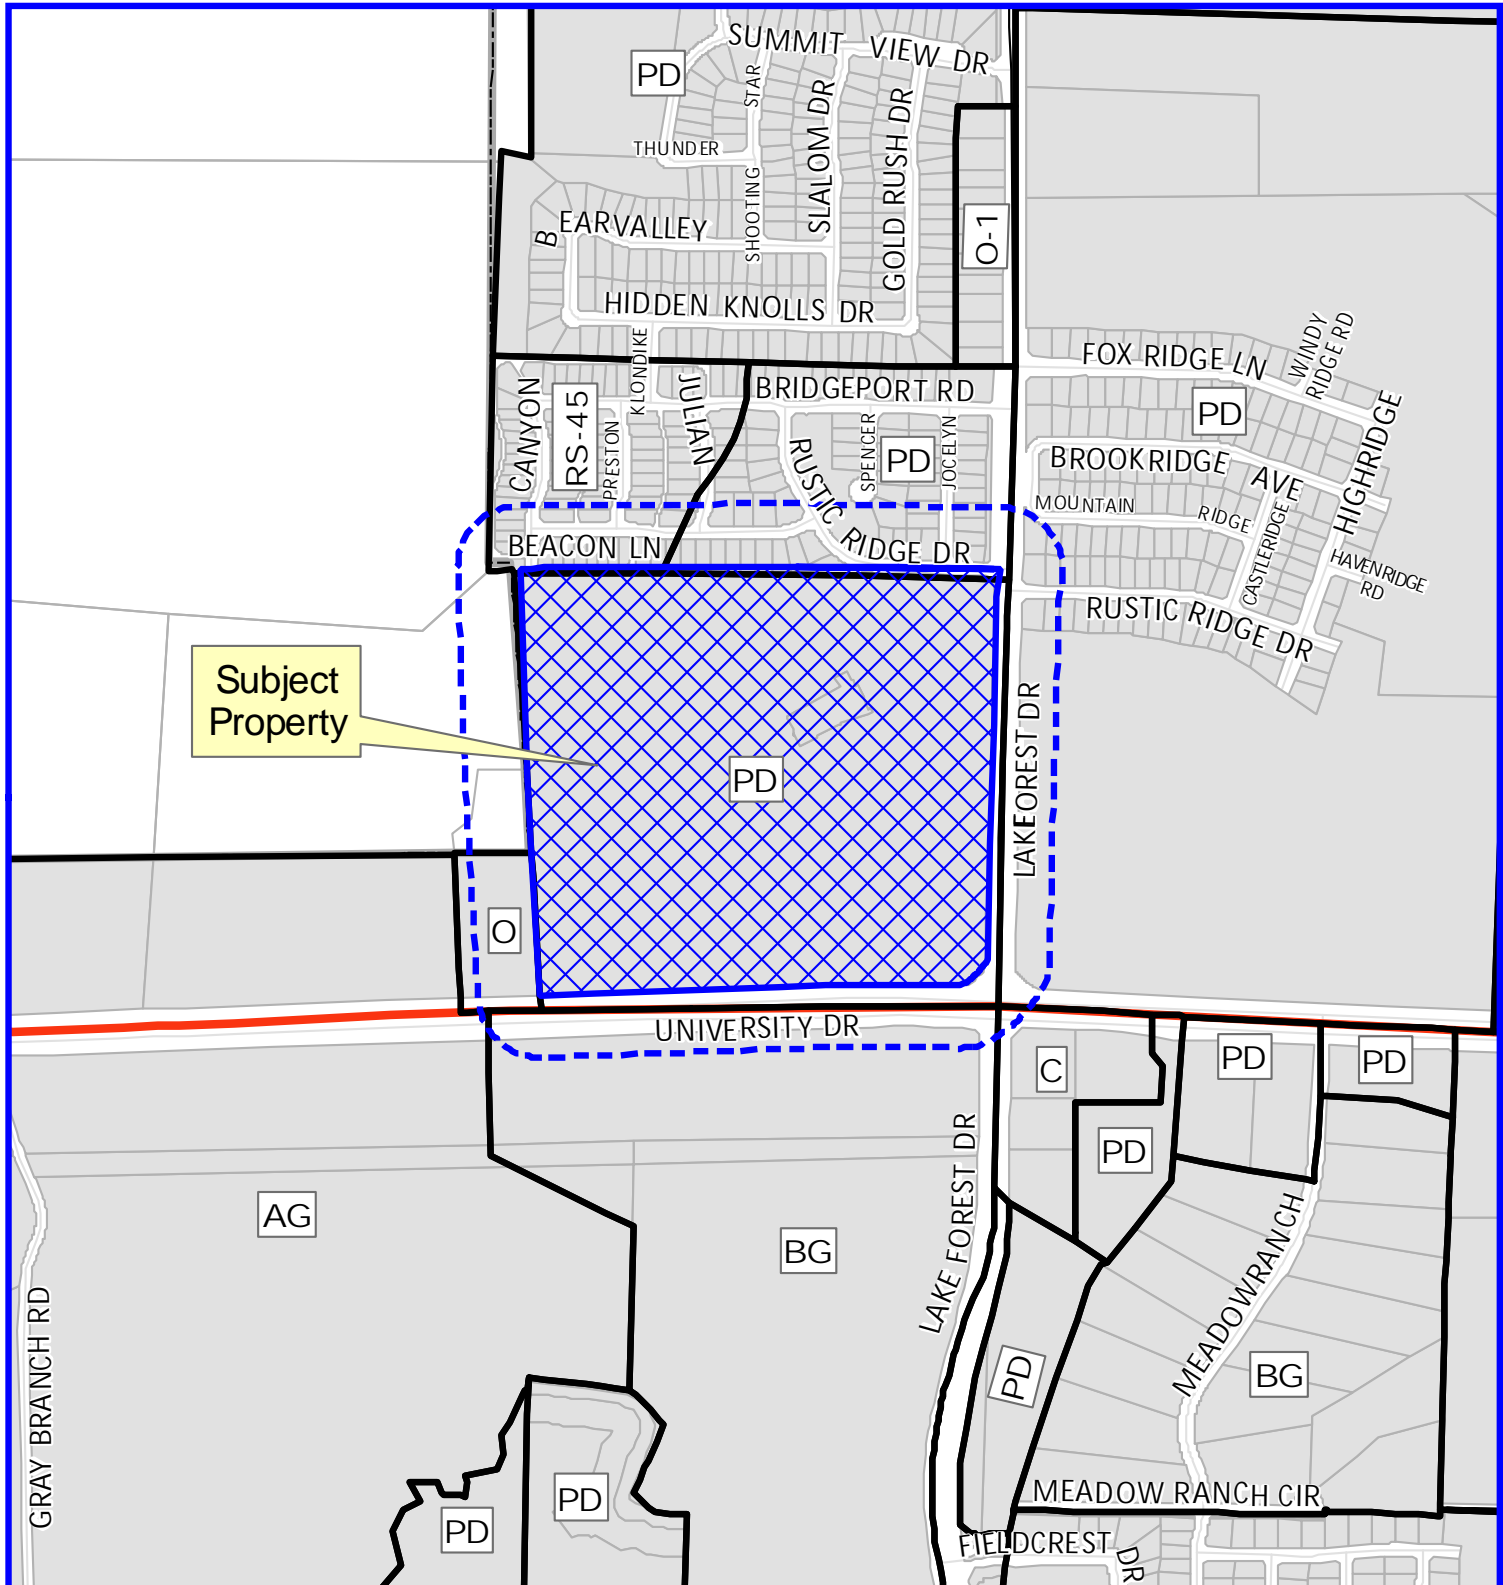 SUMMIT VIEW DR
PD
STAR
SLALOM DR
GOLD RUSH DR
THUNDER
SHOOTING
O-1
B
EARVALLEY
HIDDEN KNOLLS DR
WINDY
RIDGE RD
FOX RIDGE LN
KLONDIKE
CANYON
RS-45
JULIAN
BRIDGEPORT RD
PD
HIGHRIDGE
PRESTON
RUSTIC RIDGE DR
SPENCER
PD
JOCELYN
BROOKRIDGE
AVE
MOUNTAIN
RIDGE
CASTLERIDGE
BEACON LN
HAVENRIDGE
RD
RUSTIC RIDGE DR
Subject
Property
LAKEOREST DR
PD
O
UNIVERSITY DR
C
PD
PD
PD
LAKE FOREST DR
AG
BG
MEADOWRANCH
GRAY BRANCH RD
PD
BG
PD
PD
MEADOW RANCH CIR
FIELDCREST
DR